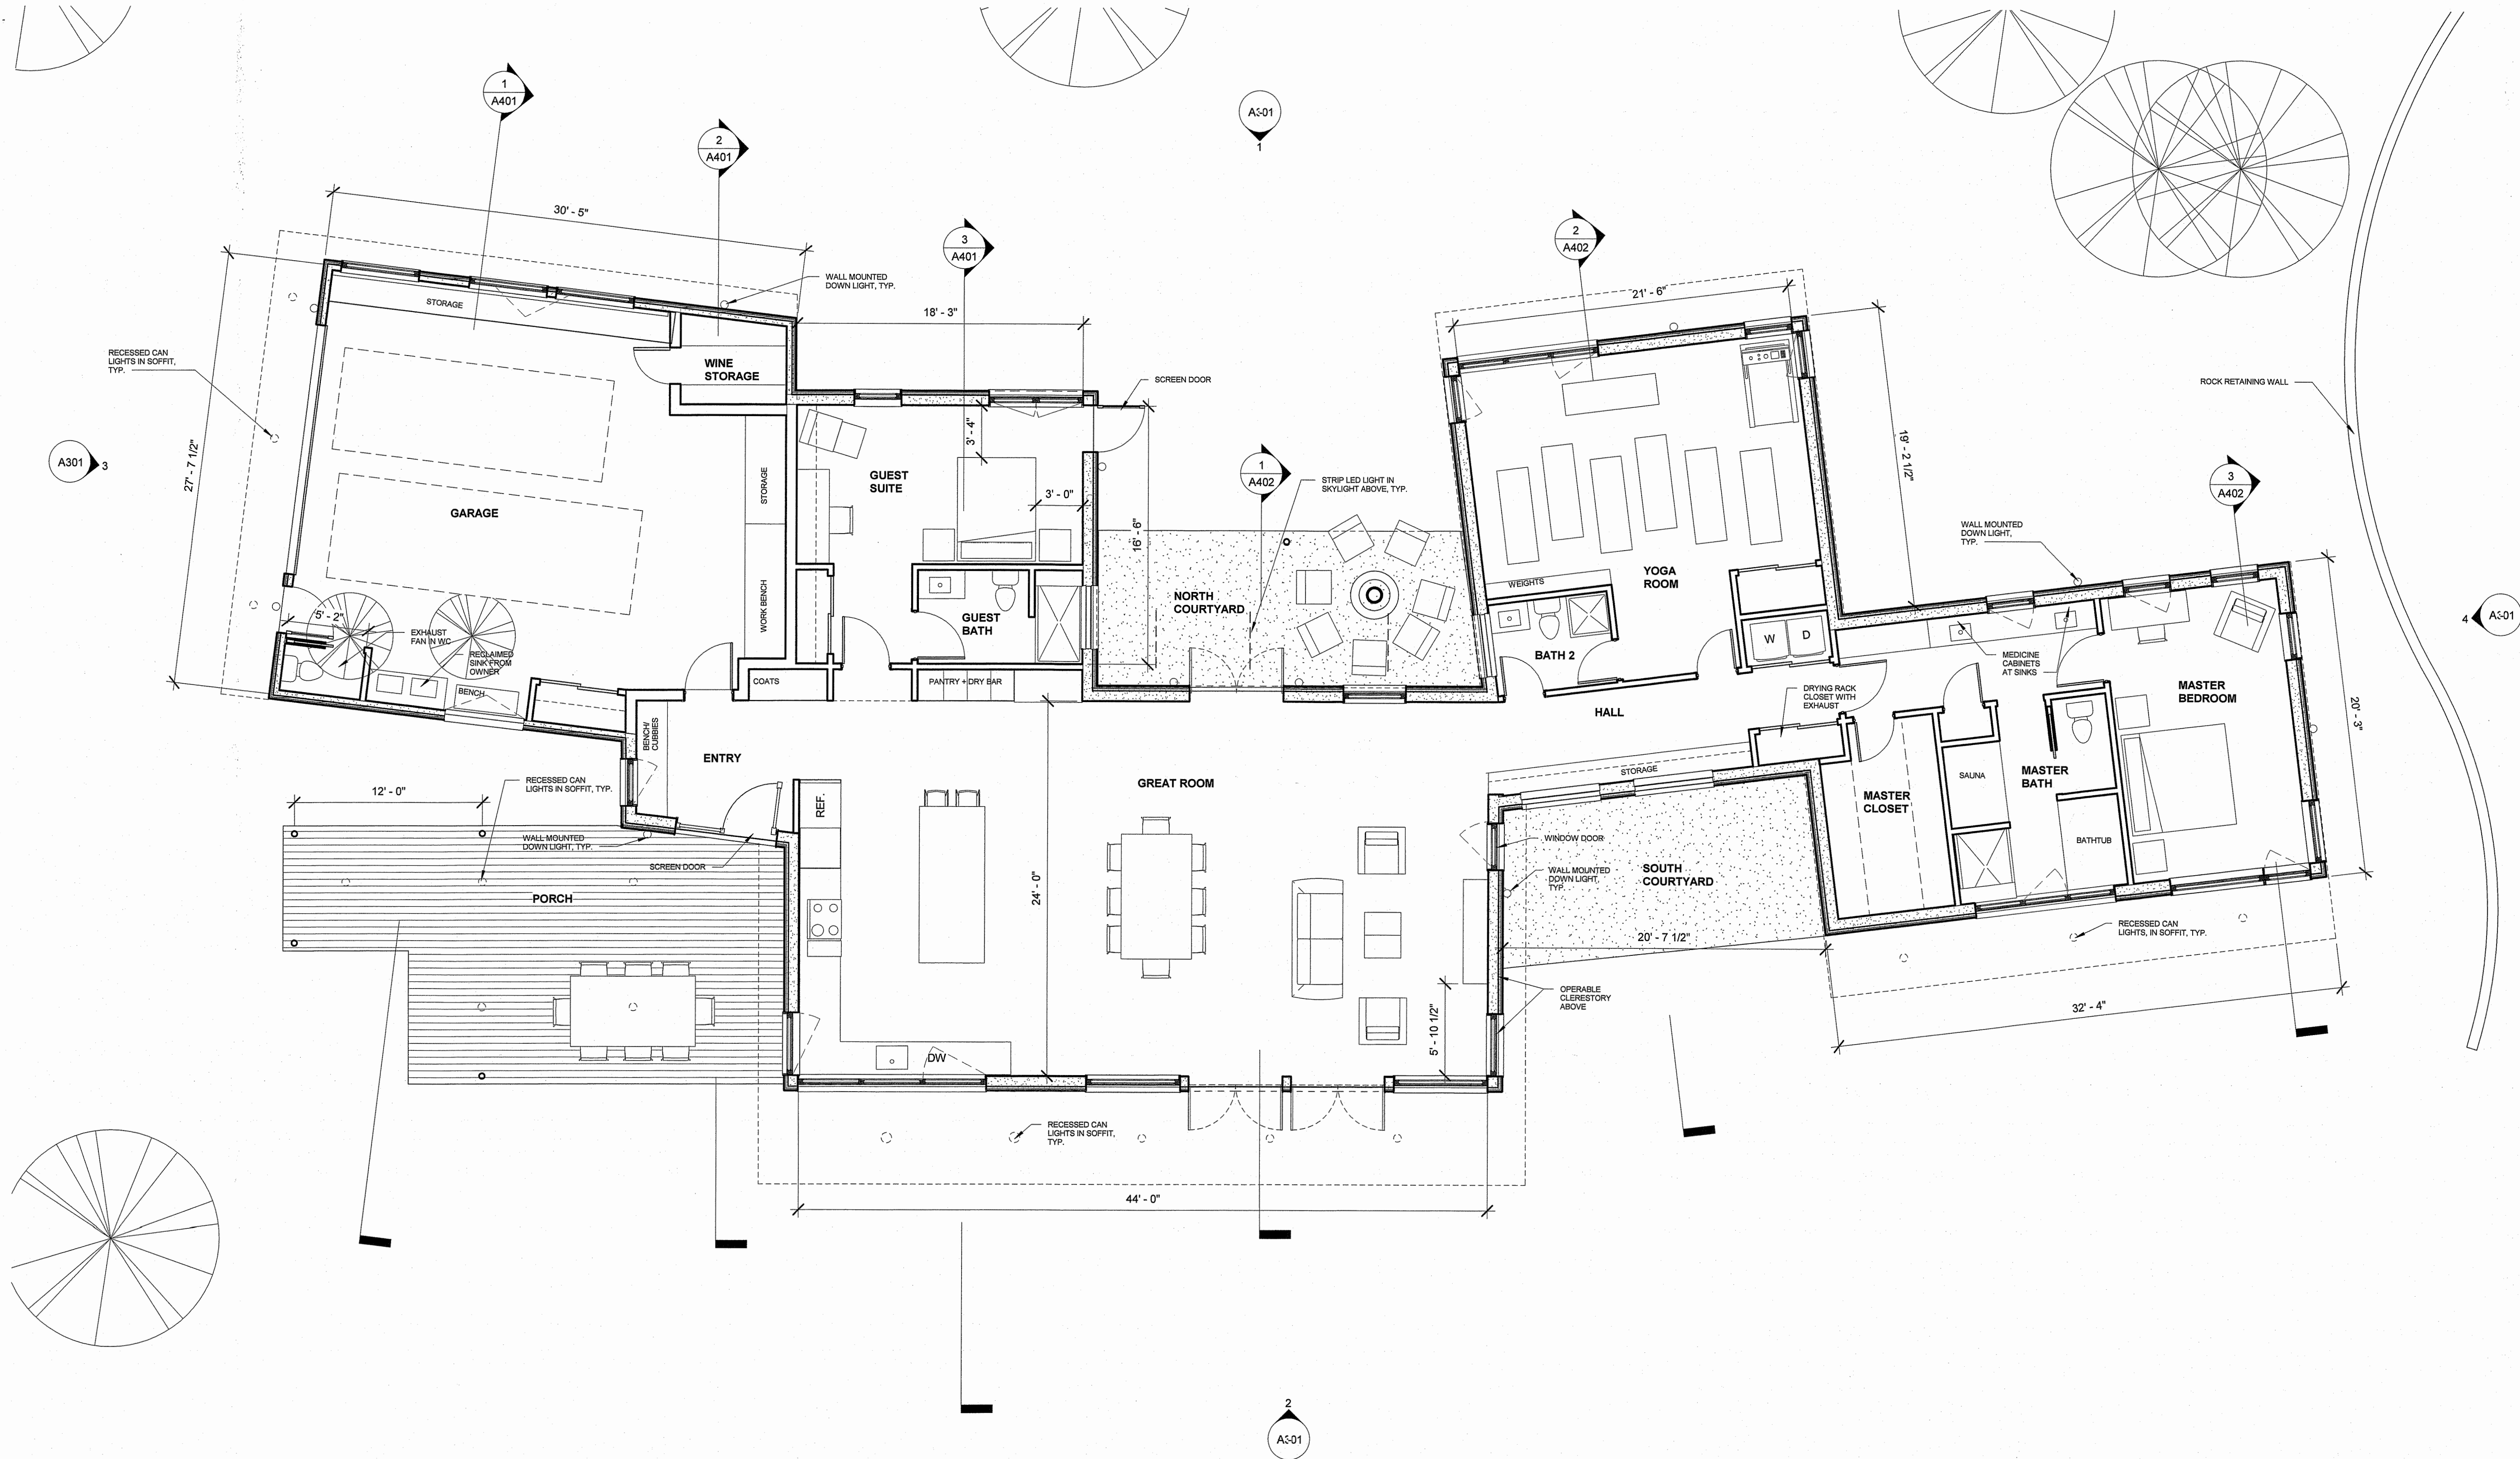 1
A401
2
A401
A3-01
1
30' - 5"
3
A401
2
A402
WALL MOUNTED
DOWN LIGHT, TYP.
21' - 6"
STORAGE
18' - 3"
RECESSED CAN
LIGHTS IN SOFFIT,
TYP.
WINE
STORAGE
SCREEN DOOR
ROCK RETAINING WALL
A301
3
27' - 7 1/2"
3' - 4"
19' - 2 1/2"
GUEST
SUITE
STORAGE
1
A402
STRIP LED LIGHT IN
SKYLIGHT ABOVE, TYP.
3
A402
GARAGE
3' - 0"
16' - 6"
WALL MOUNTED
DOWN LIGHT,
TYP.
WORK BENCH
WEIGHTS
YOGA
ROOM
5' - 2"
EXHAUST
FAN IN WC
RECLAIMED
SINK FROM
OWNER
BENCH
GUEST
BATH
NORTH
COURTYARD
BATH 2
W
D
MEDICINE
CABINETS
AT SINKS
4
A3-01
COATS
PANTRY + DRY BAR
DRYING RACK
CLOSET WITH
EXHAUST
MASTER
BEDROOM
HALL
20' - 3"
BENCH/
CUBBIES
ENTRY
GREAT ROOM
STORAGE
SAUNA
MASTER
BATH
MASTER
CLOSET
12' - 0"
RECESSED CAN
LIGHTS IN SOFFIT, TYP.
REF.
WALL MOUNTED
DOWN LIGHT, TYP.
SCREEN DOOR
WINDOW DOOR
BATHTUB
WALL MOUNTED
DOWN LIGHT,
TYP.
SOUTH
COURTYARD
PORCH
24' - 0"
20' - 7 1/2"
RECESSED CAN
LIGHTS, IN SOFFIT, TYP.
OPERABLE
CLERESTORY
ABOVE
32' - 4"
5' - 10 1/2"
DW
RECESSED CAN
LIGHTS IN SOFFIT,
TYP.
44' - 0"
2
A3-01